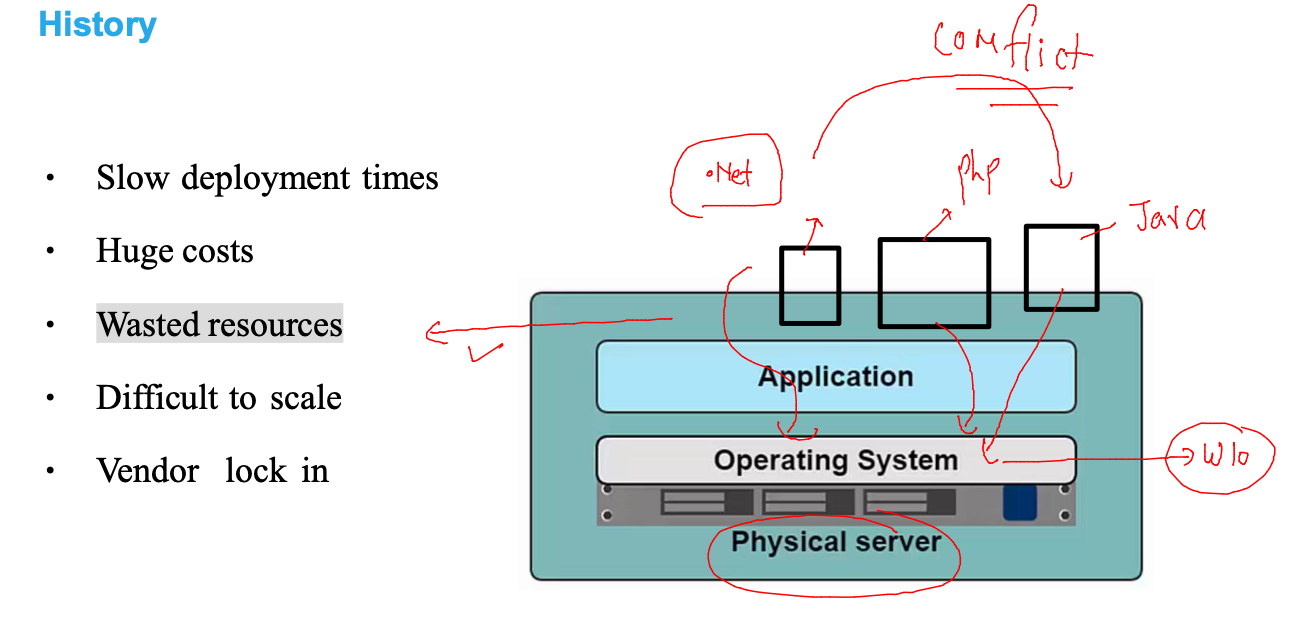 History
conflict
.Net
php
Java
• Slow deployment times
• Huge costs
• Wasted resources
• Difficult to scale
• Vendor lock in
Application
Operating System
W10
Physical server